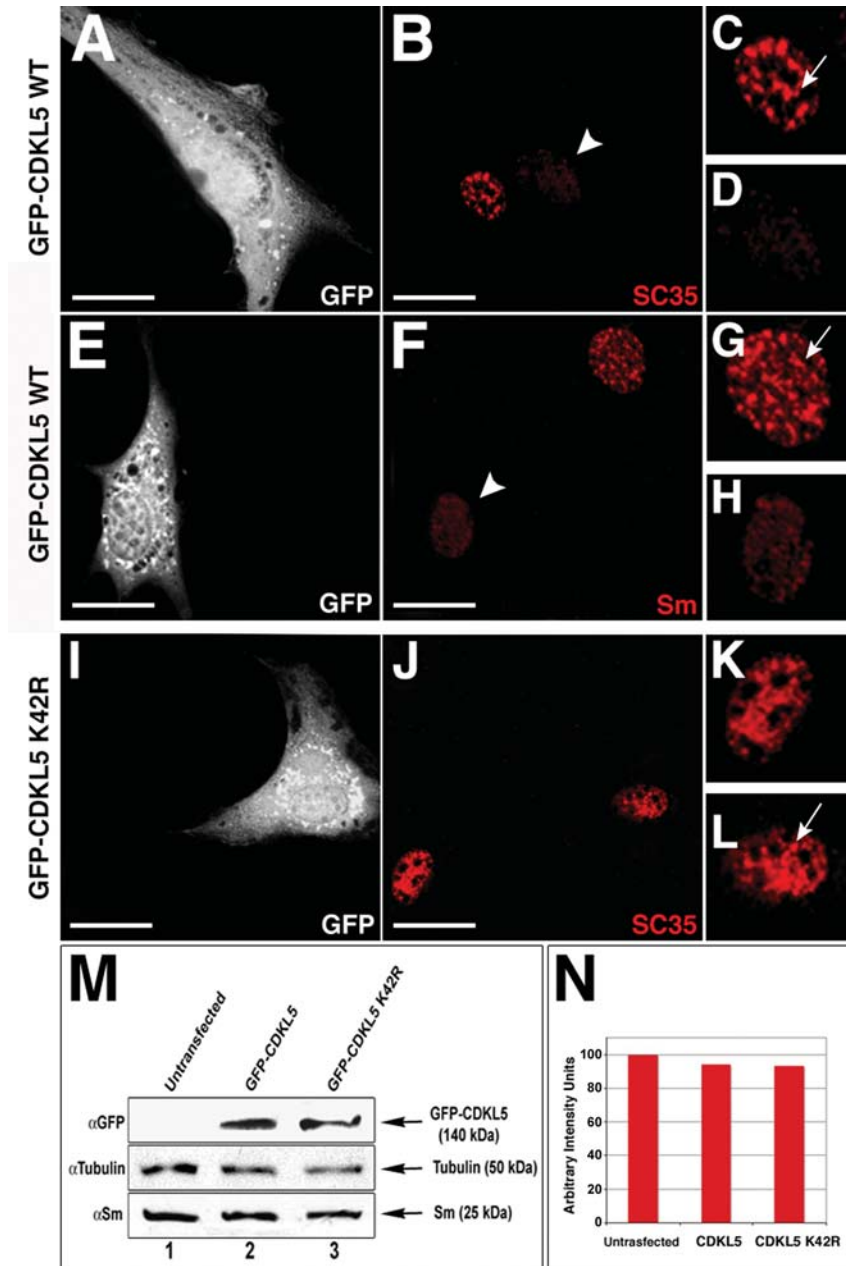 GFP-CDKL5 WT
A
GFP
B
SC35
C
D
GFP-CDKL5 WT
E
GFP
F
Sm
G
H
GFP-CDKL5 K42R
I
GFP
J
SC35
K
L
M
Untransfected
GFP-CDKL5
GFP-CDKL5 K42R
αGFP
GFP-CDKL5
(140 kDa)
αTubulin
Tubulin (50 kDa)
αSm
Sm (25 kDa)
1 2 3
N
Arbitrary Intensity Units
100
80
60
40
20
0
Untrasfected CDKL5 CDKL5 K42R